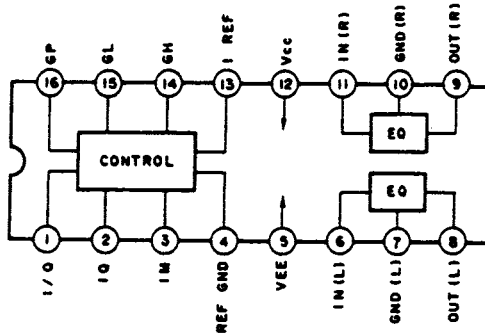 GP
GL
GH
I REF
Vcc
IN(R)
GND(R)
OUT(R)
16
15
14
13
12
11
10
9
CONTROL
EQ
EQ
1
2
3
4
5
6
7
8
I/Q
IQ
IM
REF GND
VEE
IN(L)
GND(L)
OUT(L)